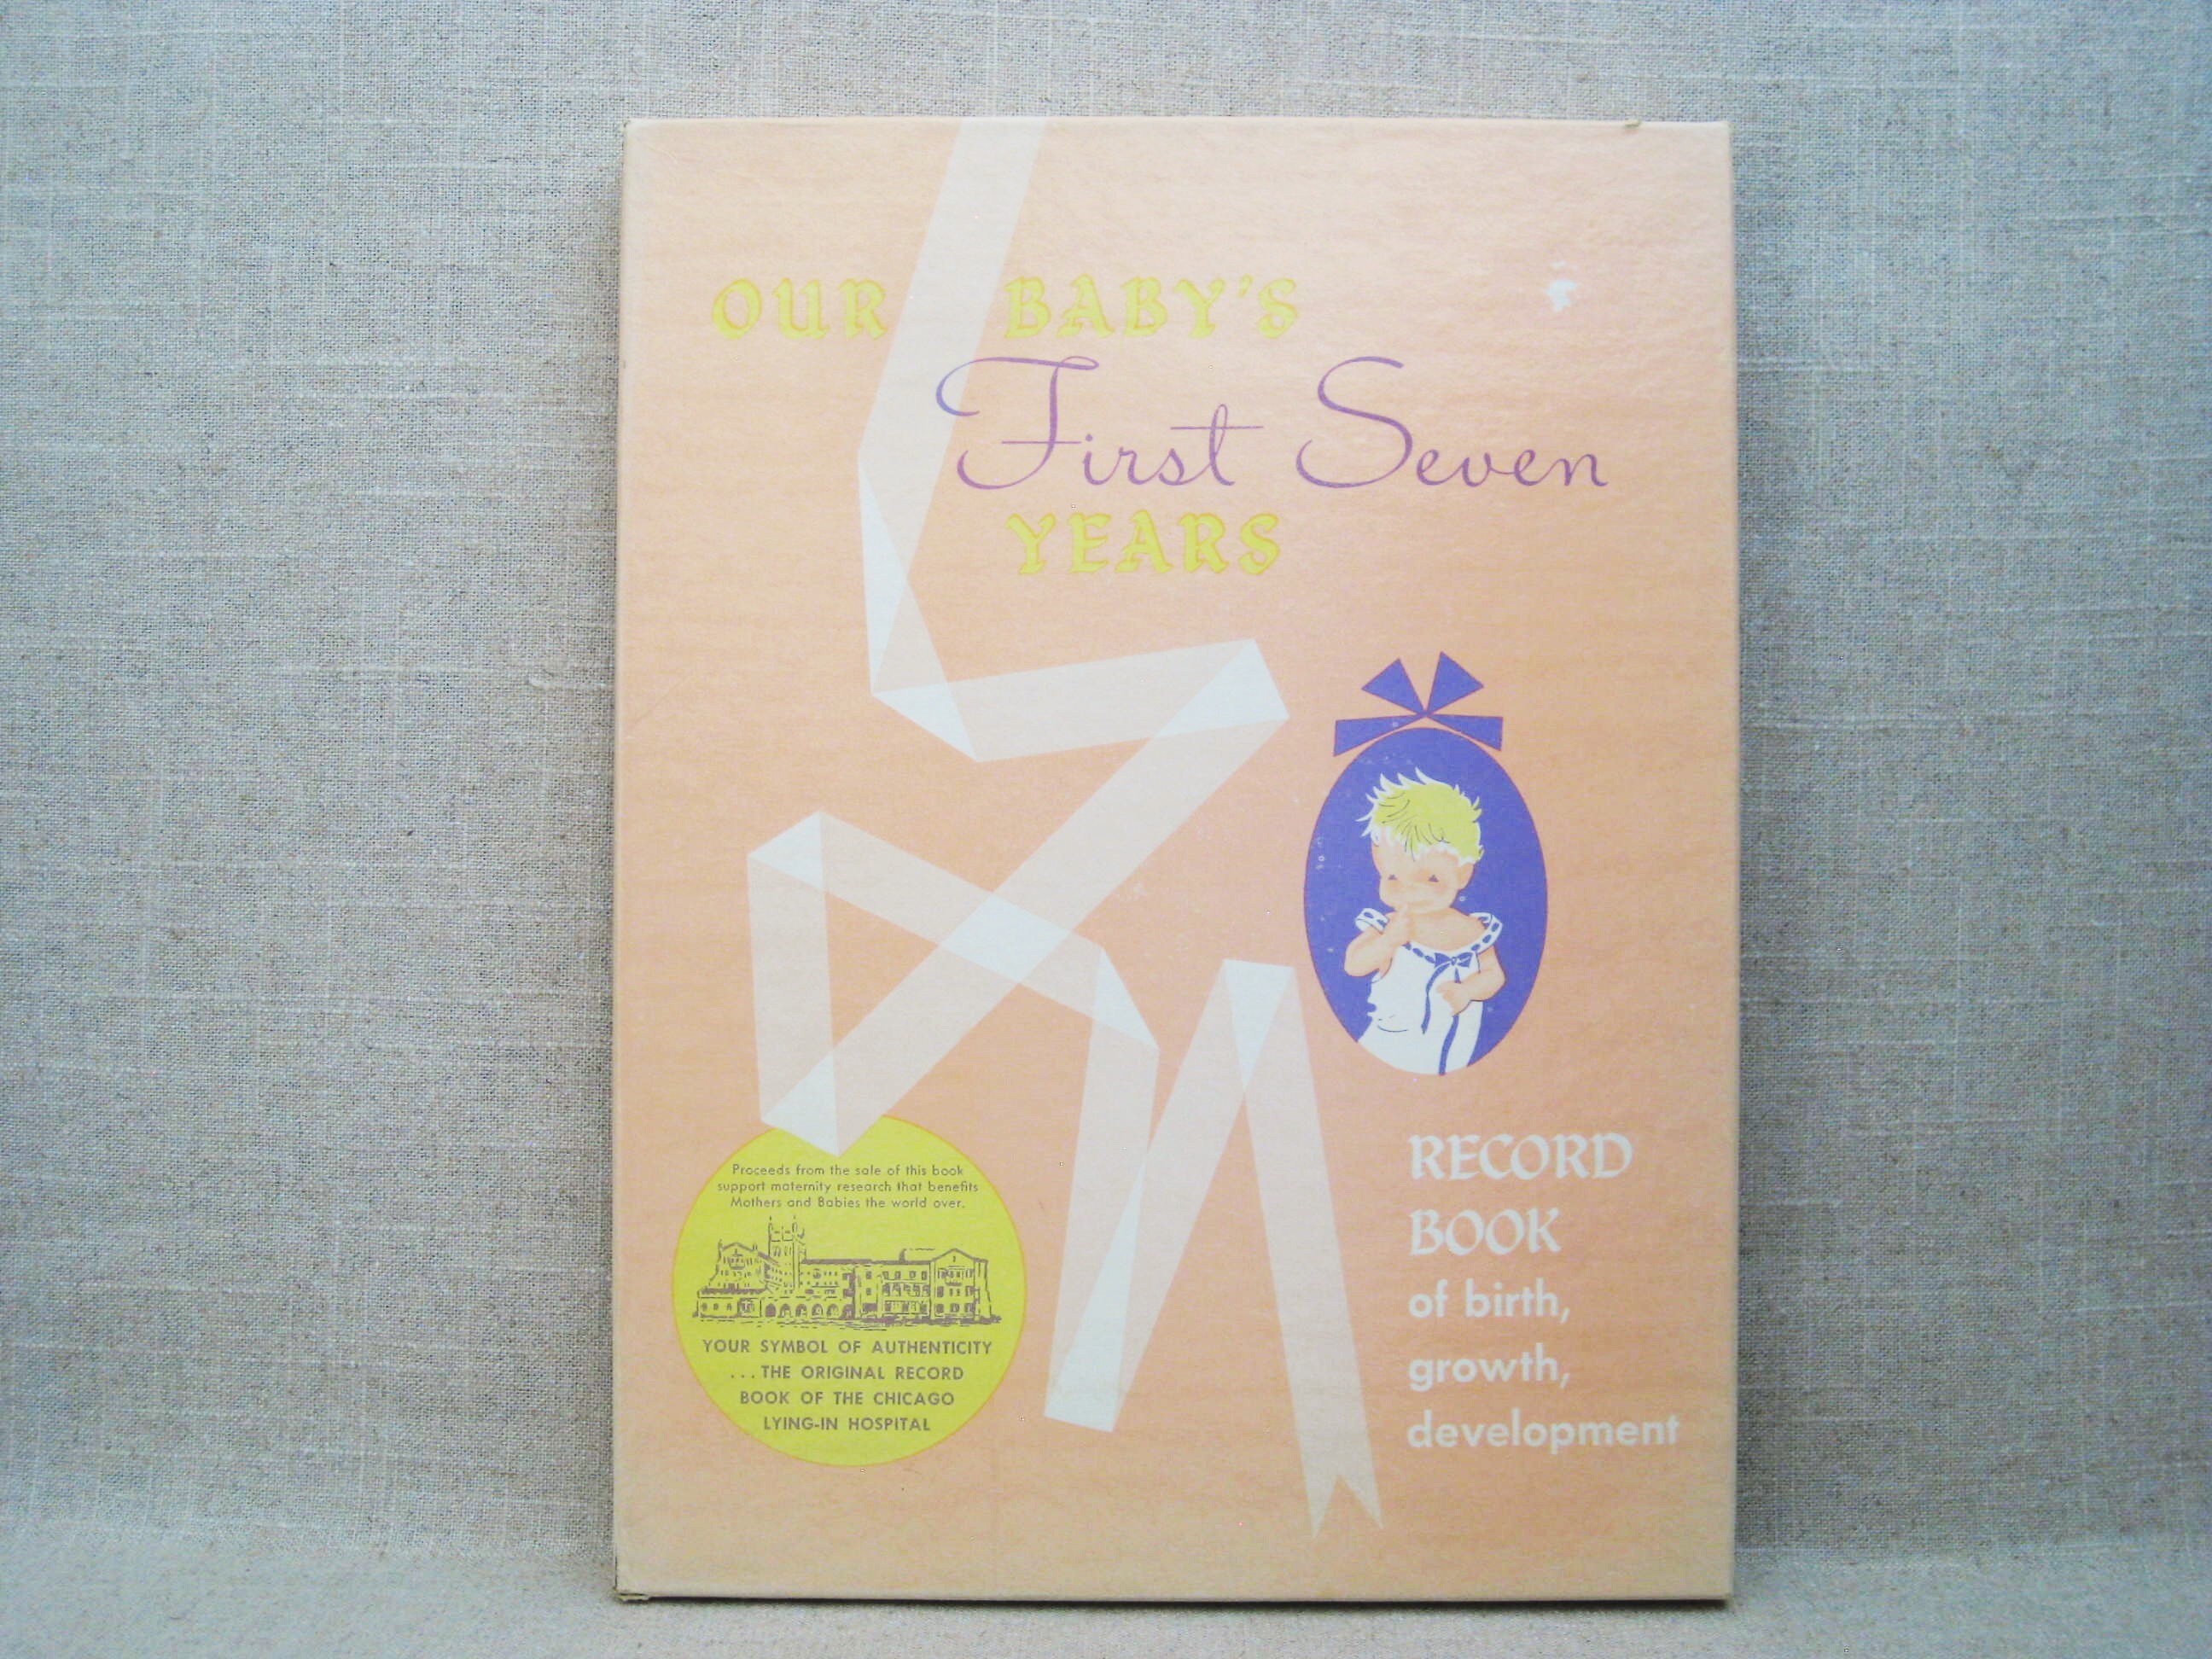 OUR BABY'S
First Seven
YEARS
Proceeds from the sale of this book
support maternity research that benefits
Mothers and Babies the world over.
YOUR SYMBOL OF AUTHENTICITY
...THE ORIGINAL RECORD
BOOK OF THE CHICAGO
LYING-IN HOSPITAL
RECORD
BOOK
of birth,
growth,
development